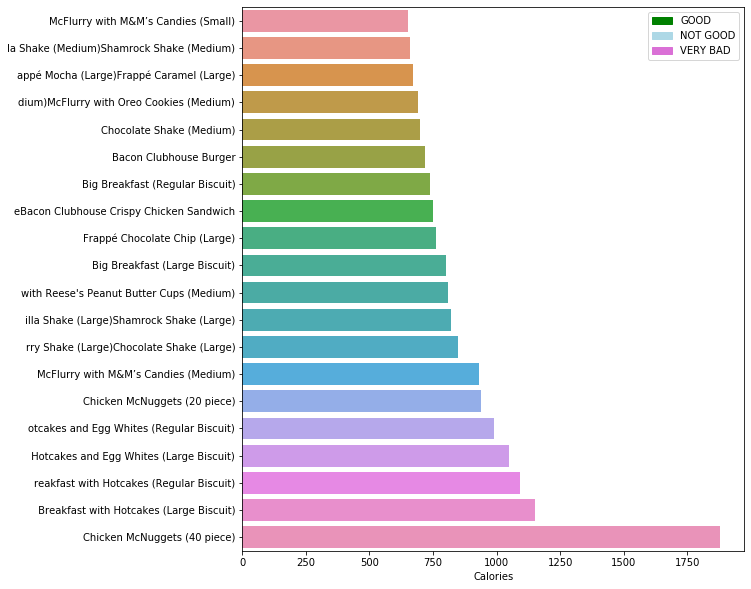 McFlurry with M&M’s Candies (Small)
la Shake (Medium)Shamrock Shake (Medium)
appé Mocha (Large)Frappé Caramel (Large)
dium)McFlurry with Oreo Cookies (Medium)
Chocolate Shake (Medium)
Bacon Clubhouse Burger
Big Breakfast (Regular Biscuit)
eBacon Clubhouse Crispy Chicken Sandwich
Frappé Chocolate Chip (Large)
Big Breakfast (Large Biscuit)
with Reese's Peanut Butter Cups (Medium)
illa Shake (Large)Shamrock Shake (Large)
rry Shake (Large)Chocolate Shake (Large)
McFlurry with M&M’s Candies (Medium)
Chicken McNuggets (20 piece)
otcakes and Egg Whites (Regular Biscuit)
Hotcakes and Egg Whites (Large Biscuit)
reakfast with Hotcakes (Regular Biscuit)
Breakfast with Hotcakes (Large Biscuit)
Chicken McNuggets (40 piece)
GOOD
NOT GOOD
VERY BAD
0 250 500 750 1000 1250 1500 1750
Calories